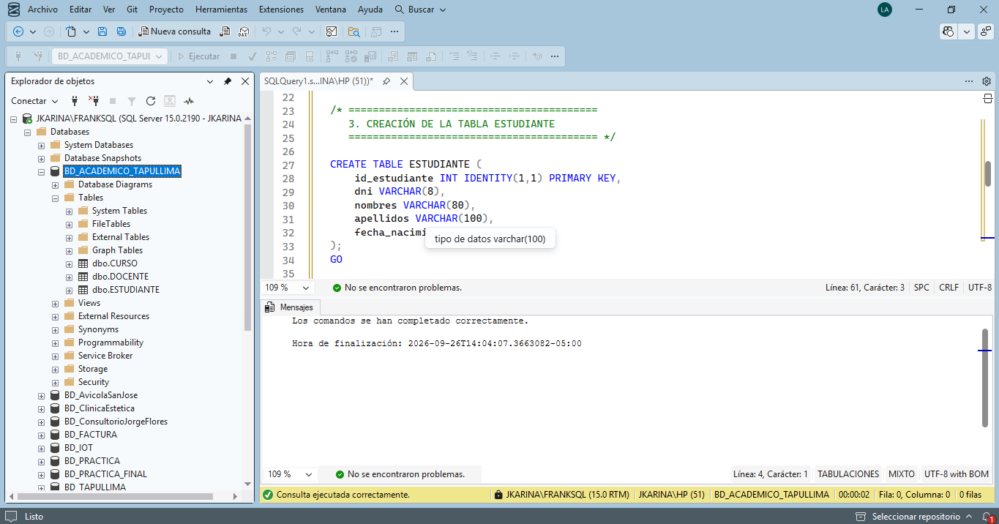 Archivo Editar Ver Git Proyecto Herramientas Extensiones Ventana Ayuda Buscar LA
Nueva consulta DAX
BD_ACADEMICO_TAPUI Ejecutar
Explorador de objetos
Conectar
JKARINA\FRANKSQL (SQL Server 15.0.2190 - JKARINA
Databases
System Databases
Database Snapshots
BD_ACADEMICO_TAPULLIMA
Database Diagrams
Tables
System Tables
FileTables
External Tables
Graph Tables
dbo.CURSO
dbo.DOCENTE
dbo.ESTUDIANTE
Views
External Resources
Synonyms
Programmability
Service Broker
Storage
Security
BD_AvicolaSanJose
BD_ClinicaEstetica
BD_ConsultorioJorgeFlores
BD_FACTURA
BD_IOT
BD_PRACTICA
BD_PRACTICA_FINAL
BD_TAPULLIMA
SQLQuery1.s...INA\HP (51))*
22
23 /* =========================================
24 3. CREACIÓN DE LA TABLA ESTUDIANTE
25 ========================================= */
26
27 CREATE TABLE ESTUDIANTE (
28 id_estudiante INT IDENTITY(1,1) PRIMARY KEY,
29 dni VARCHAR(8),
30 nombres VARCHAR(80),
31 apellidos VARCHAR(100),
32 fecha_nacimi
tipo de datos varchar(100)
33 );
34 GO
35
109 % No se encontraron problemas. Línea: 61, Carácter: 3 SPC CRLF UTF-8
Mensajes
Los comandos se han completado correctamente.
Hora de finalización: 2026-09-26T14:04:07.3663082-05:00
109 % No se encontraron problemas. Línea: 4, Carácter: 1 TABULACIONES MIXTO UTF-8 with BOM
Consulta ejecutada correctamente. JKARINA\FRANKSQL (15.0 RTM) JKARINA\HP (51) BD_ACADEMICO_TAPULLIMA 00:00:02 Fila: 0, Columna: 0 0 filas
Listo Seleccionar repositorio 1